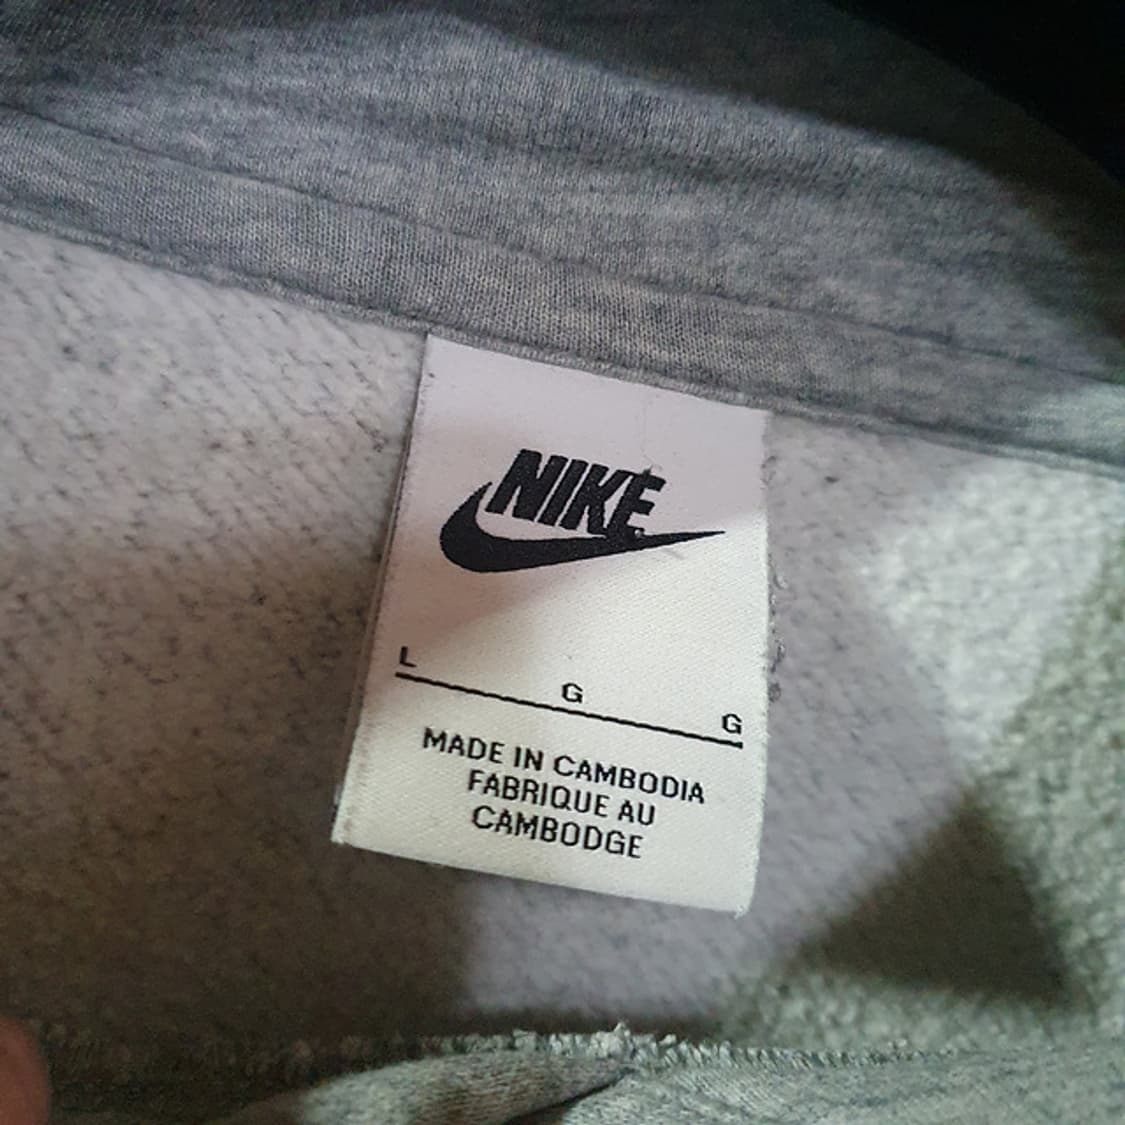 NIKE
L G G
MADE IN CAMBODIA
FABRIQUE AU
CAMBODGE